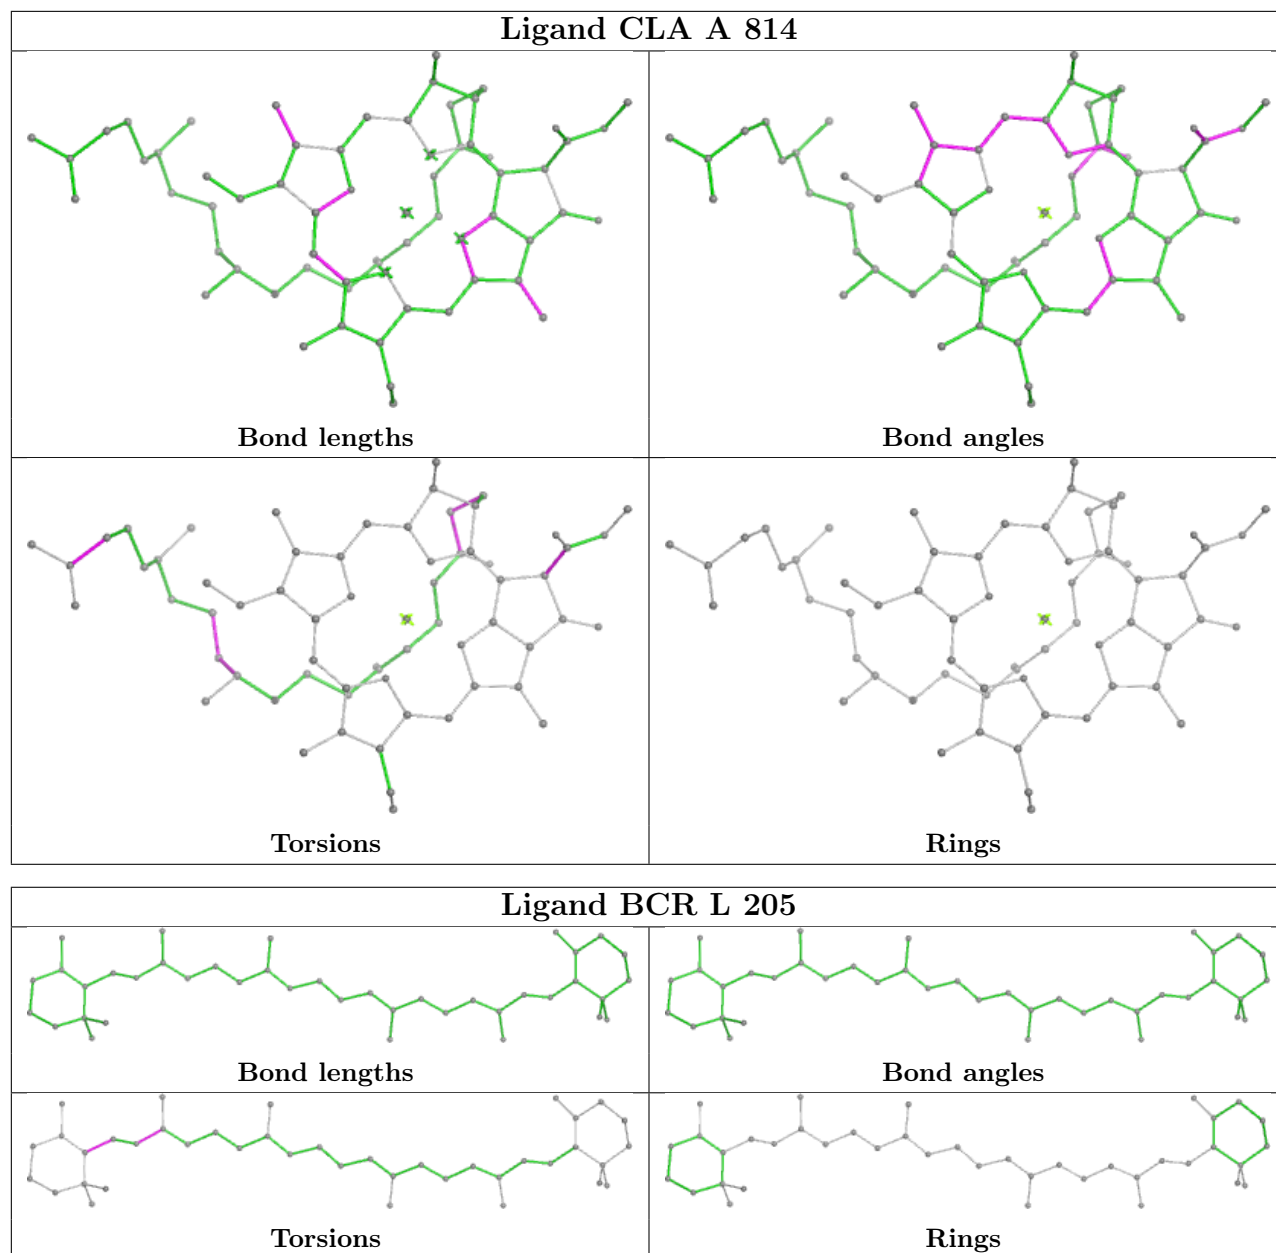 Ligand CLA A 814
Bond lengths
Bond angles
Torsions
Rings
Ligand BCR L 205
Bond lengths
Bond angles
Torsions
Rings